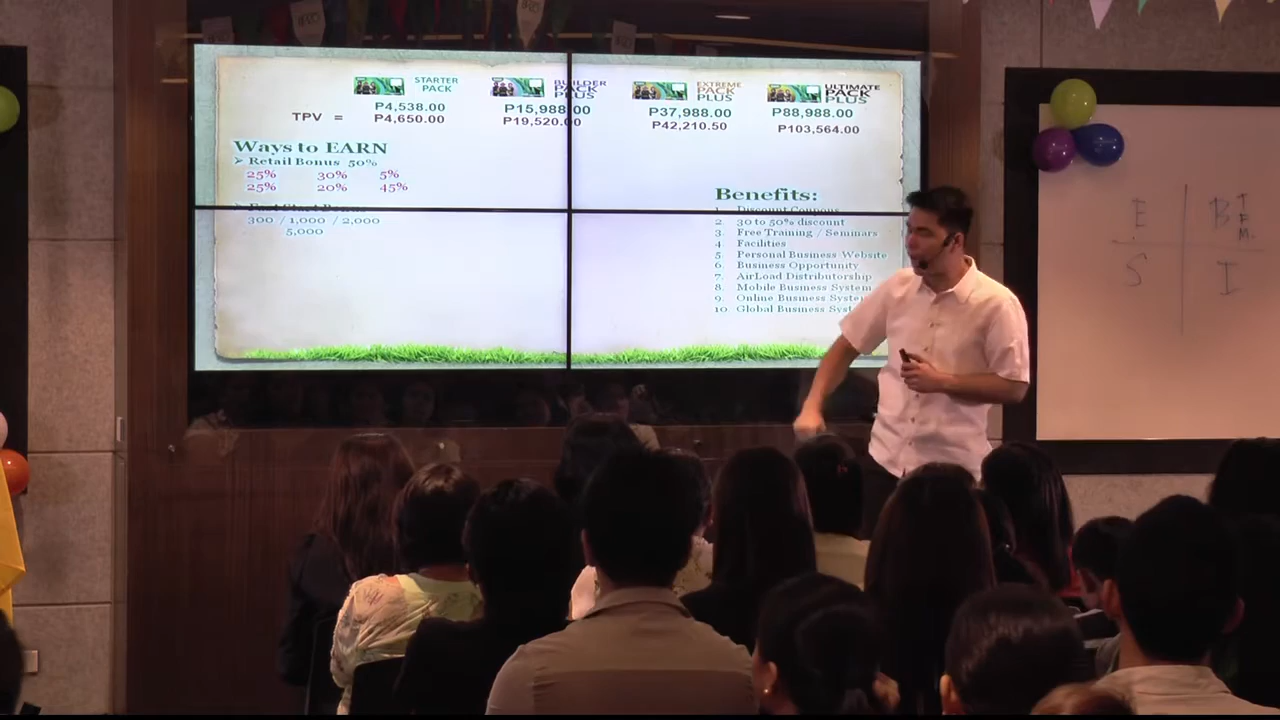 STARTER PACK
BUILDER PACK PLUS
EXTREME PACK PLUS
ULTIMATE PACK PLUS
P4,538.00 P15,988.00 P37,988.00 P88,988.00
TPV = P4,650.00 P19,520.00 P42,210.50 P103,564.00
Ways to EARN
Retail Bonus 50%
25% 30% 5%
25% 20% 45%
Fast Start Bonus
300 / 1,000 / 2,000
5,000
Benefits:
1. Discount Coupons
2. 30 to 50% discount
3. Free Training / Seminars
4. Facilities
5. Personal Business Website
6. Business Opportunity
7. AirLoad Distributorship
8. Mobile Business System
9. Online Business
10. Global Business
E B T E M.
S I